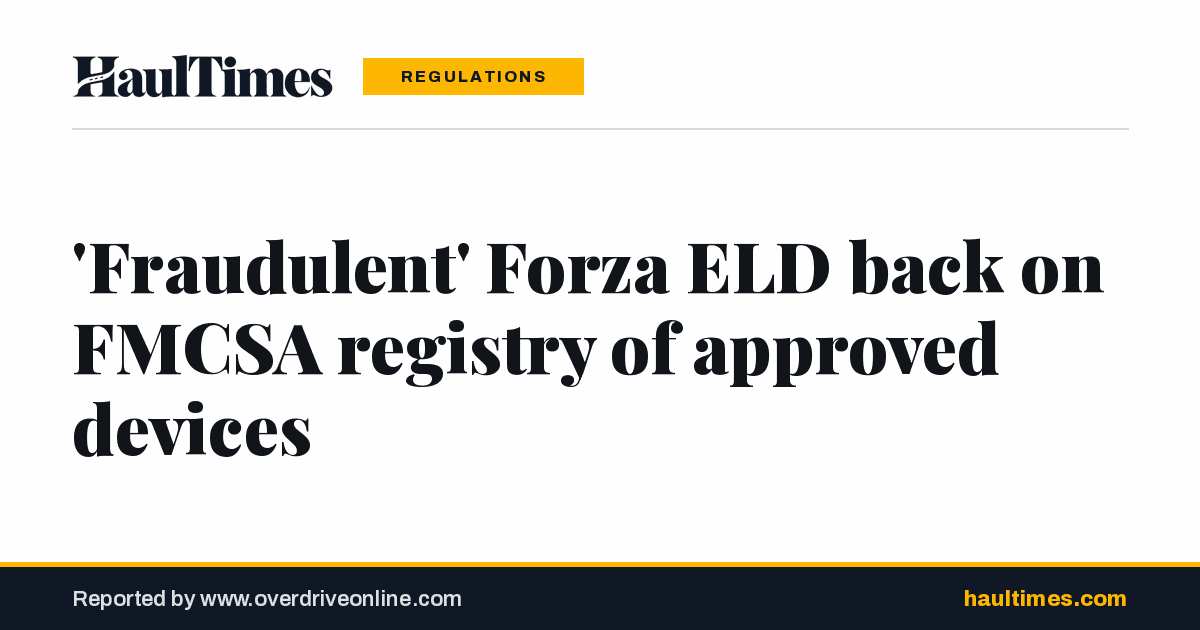 HaulTimes
REGULATIONS
'Fraudulent' Forza ELD back on
FMCSA registry of approved
devices
Reported by www.overdriveonline.com
haultimes.com